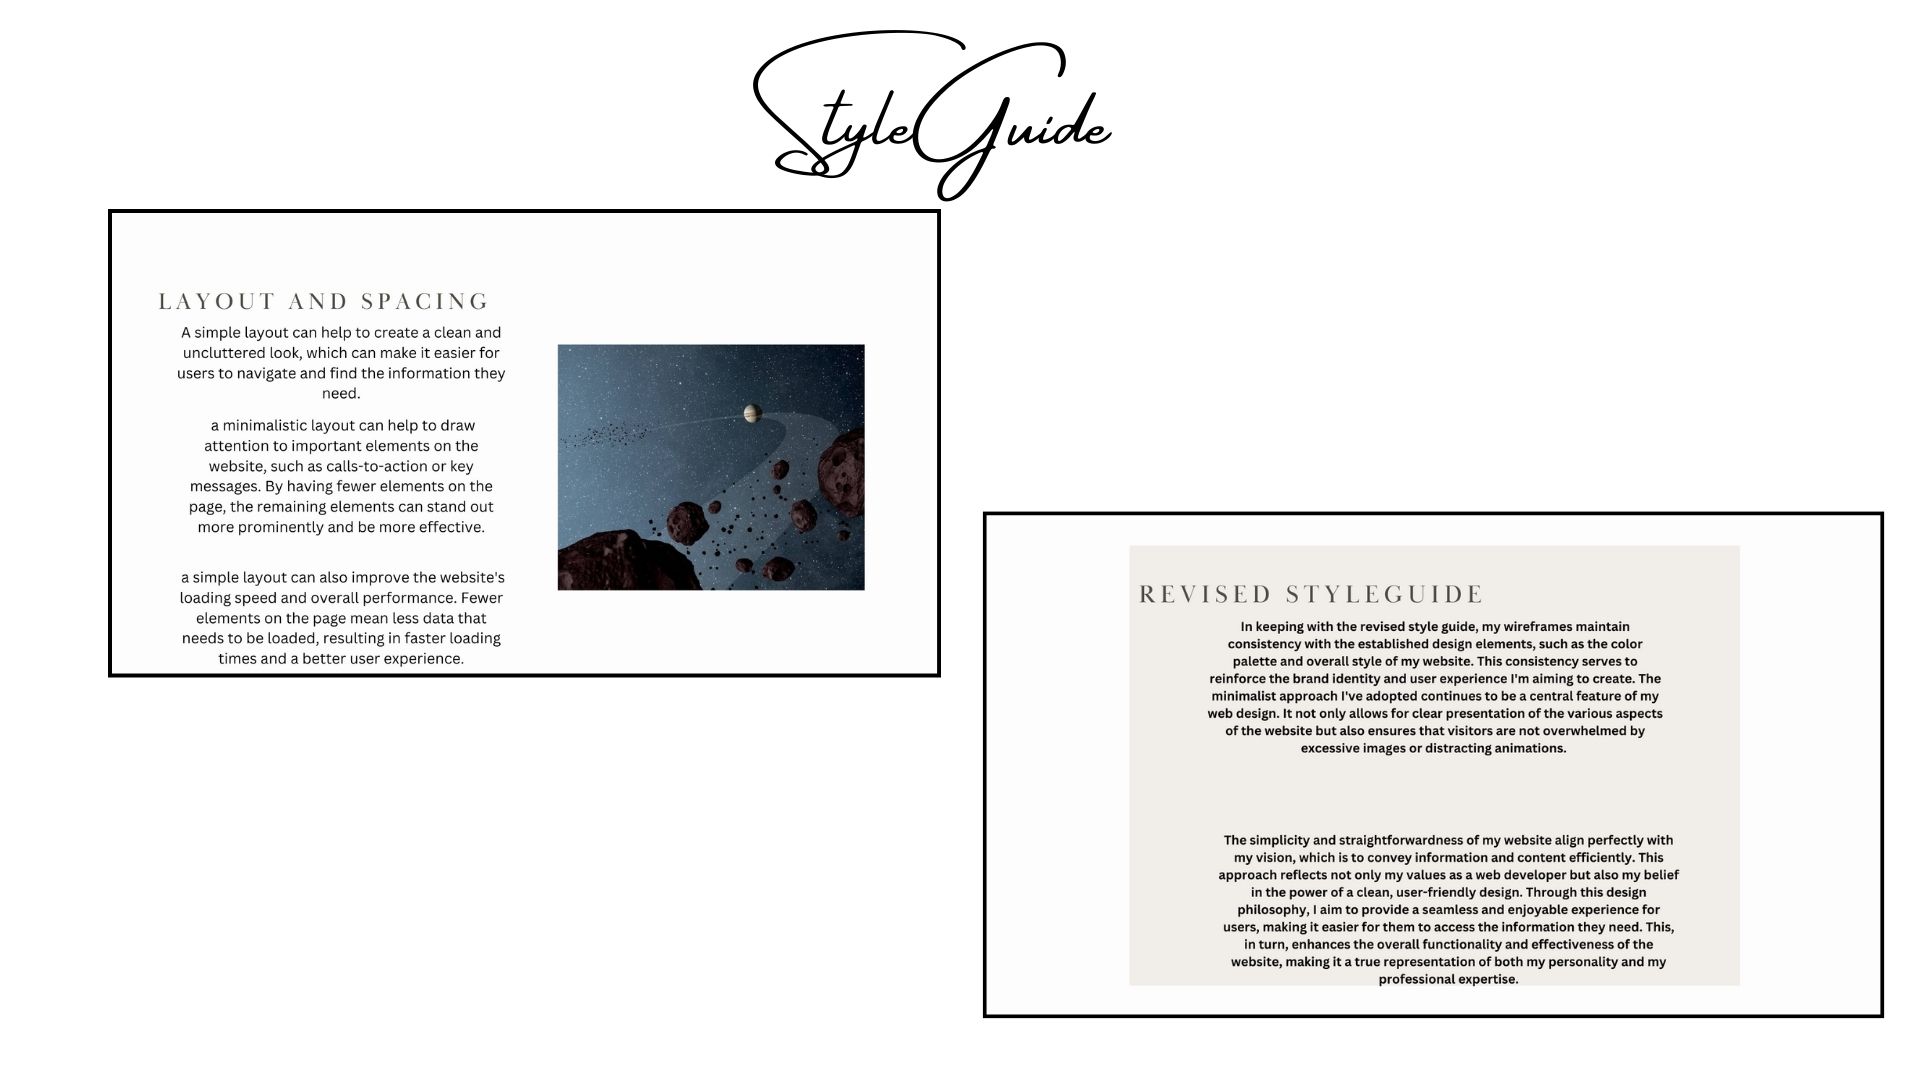 Style Guide
LAYOUT AND SPACING
A simple layout can help to create a clean and
uncluttered look, which can make it easier for
users to navigate and find the information they
need.
a minimalistic layout can help to draw
attention to important elements on the
website, such as calls-to-action or key
messages. By having fewer elements on the
page, the remaining elements can stand out
more prominently and be more effective.
a simple layout can also improve the website's
loading speed and overall performance. Fewer
elements on the page mean less data that
needs to be loaded, resulting in faster loading
times and a better user experience.
REVISED STYLEGUIDE
In keeping with the revised style guide, my wireframes maintain
consistency with the established design elements, such as the color
palette and overall style of my website. This consistency serves to
reinforce the brand identity and user experience I'm aiming to create. The
minimalist approach I've adopted continues to be a central feature of my
web design. It not only allows for clear presentation of the various aspects
of the website but also ensures that visitors are not overwhelmed by
excessive images or distracting animations.
The simplicity and straightforwardness of my website align perfectly with
my vision, which is to convey information and content efficiently. This
approach reflects not only my values as a web developer but also my belief
in the power of a clean, user-friendly design. Through this design
philosophy, I aim to provide a seamless and enjoyable experience for
users, making it easier for them to access the information they need. This,
in turn, enhances the overall functionality and effectiveness of the
website, making it a true representation of both my personality and my
professional expertise.